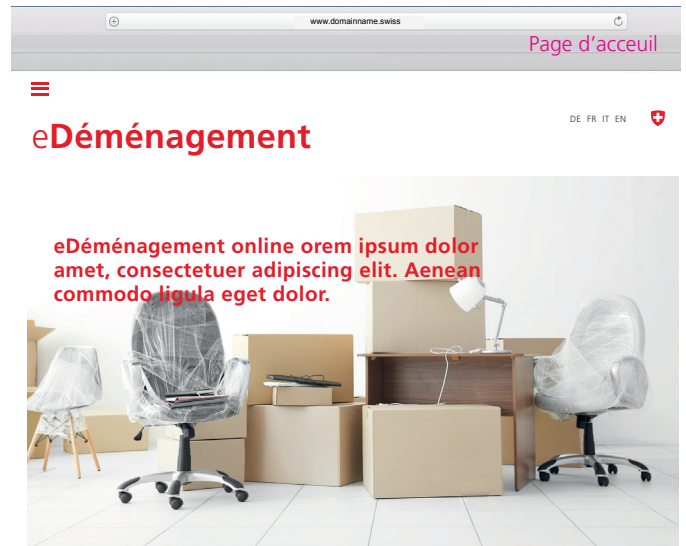 www.domainname.swiss
Page d'acceuil
DE FR IT EN
eDéménagement
eDéménagement online orem ipsum dolor
amet, consectetuer adipiscing elit. Aenean
commodo ligula eget dolor.